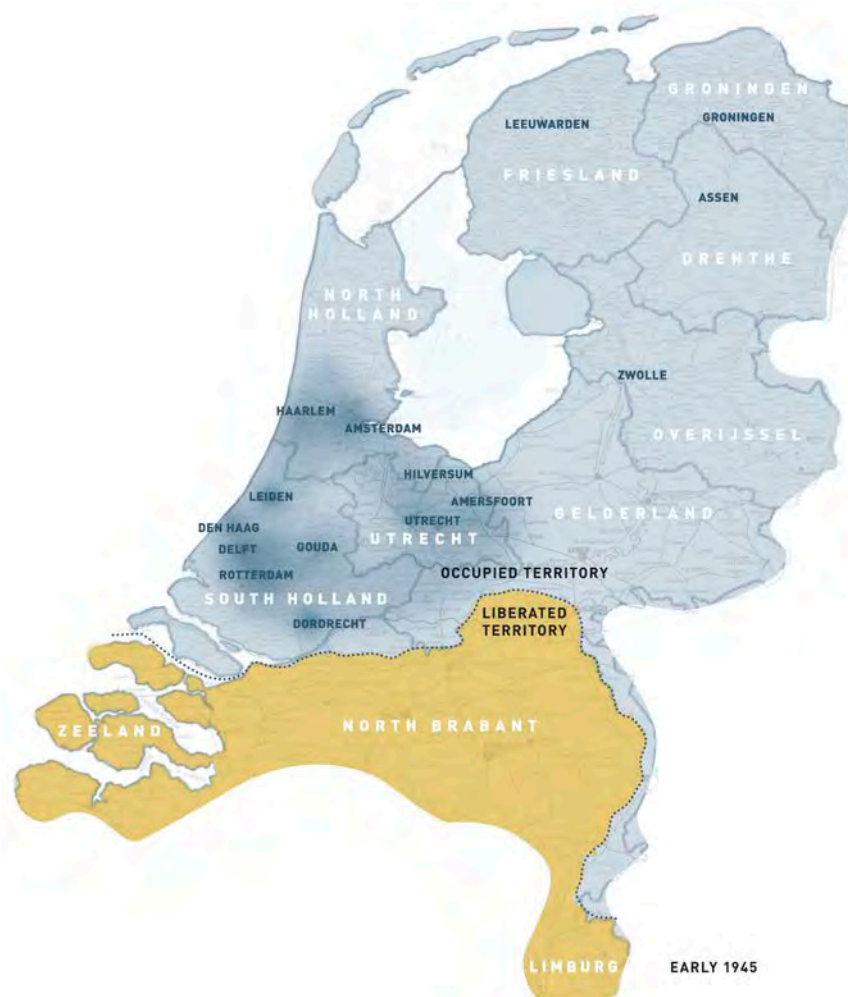 GRONINGEN
GRONINGEN
LEEUWARDEN
FRIESLAND
ASSEN
DRENTHE
NORTH
HOLLAND
ZWOLLE
HAARLEM
AMSTERDAM
OVERIJSSEL
HILVERSUM
LEIDEN
AMERSFOORT
GELDERLAND
DEN HAAG
UTRECHT
UTRECHT
DELFT
GOUDA
ROTTERDAM
OCCUPIED TERRITORY
SOUTH HOLLAND
LIBERATED
TERRITORY
DORDRECHT
ZEELAND
NORTH BRABANT
LIMBURG
EARLY 1945